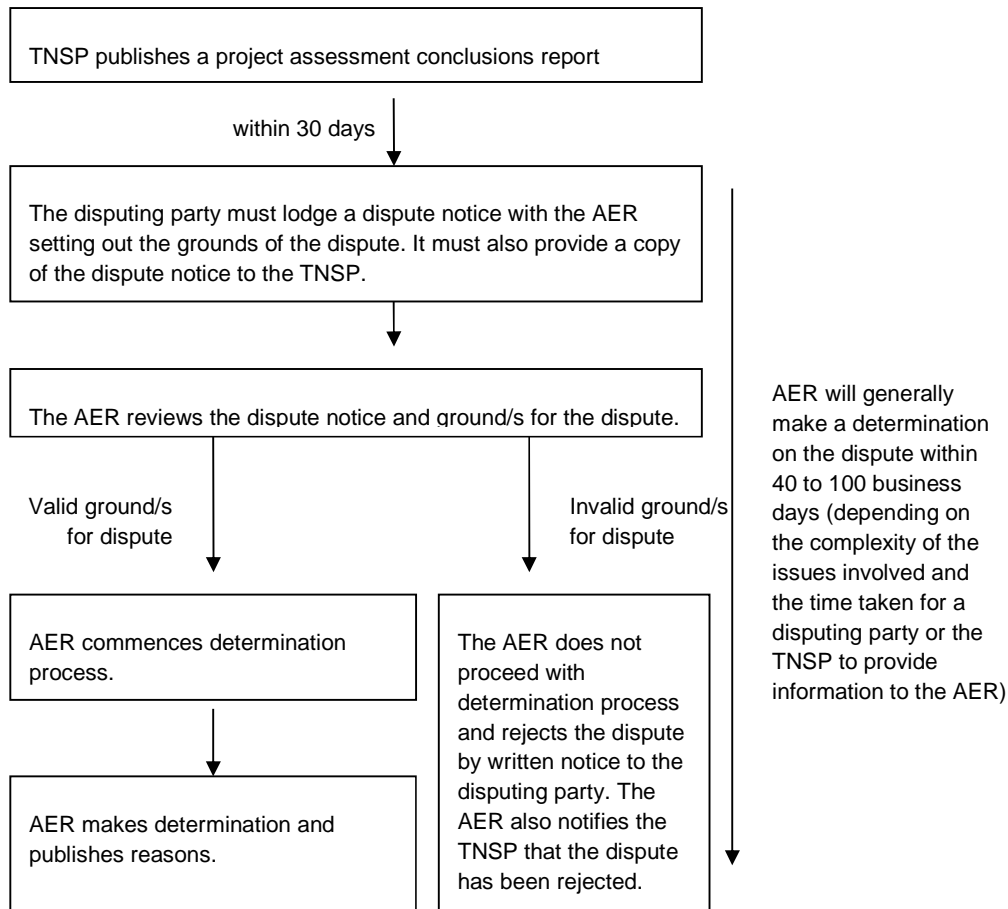 TNSP publishes a project assessment conclusions report
within 30 days
The disputing party must lodge a dispute notice with the AER
setting out the grounds of the dispute. It must also provide a copy
of the dispute notice to the TNSP.
The AER reviews the dispute notice and ground/s for the dispute.
Valid ground/s
for dispute
Invalid ground/s
for dispute
AER commences determination
process.
AER makes determination and
publishes reasons.
The AER does not
proceed with
determination process
and rejects the dispute
by written notice to the
disputing party. The
AER also notifies the
TNSP that the dispute
has been rejected.
AER will generally
make a determination
on the dispute within
40 to 100 business
days (depending on
the complexity of the
issues involved and
the time taken for a
disputing party or the
TNSP to provide
information to the AER)